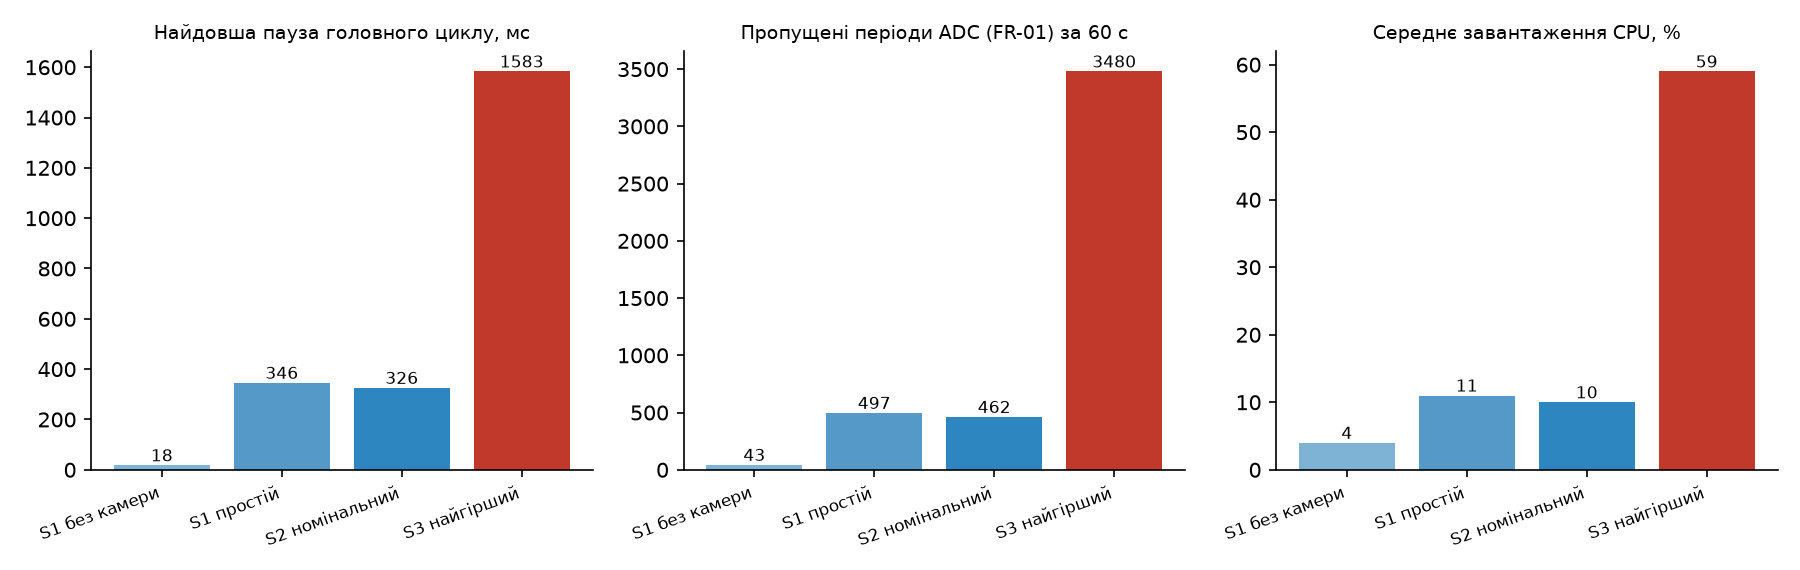 Найдовша пауза головного циклу, мс
1600
1400
1200
1000
800
600
400
200
0
18
346
326
1583
S1 без камери
S1 простій
S2 номінальний
S3 найгірший
Пропущені періоди ADC (FR-01) за 60 с
3500
3000
2500
2000
1500
1000
500
0
43
497
462
3480
S1 без камери
S1 простій
S2 номінальний
S3 найгірший
Середнє завантаження CPU, %
60
50
40
30
20
10
0
4
11
10
59
S1 без камери
S1 простій
S2 номінальний
S3 найгірший